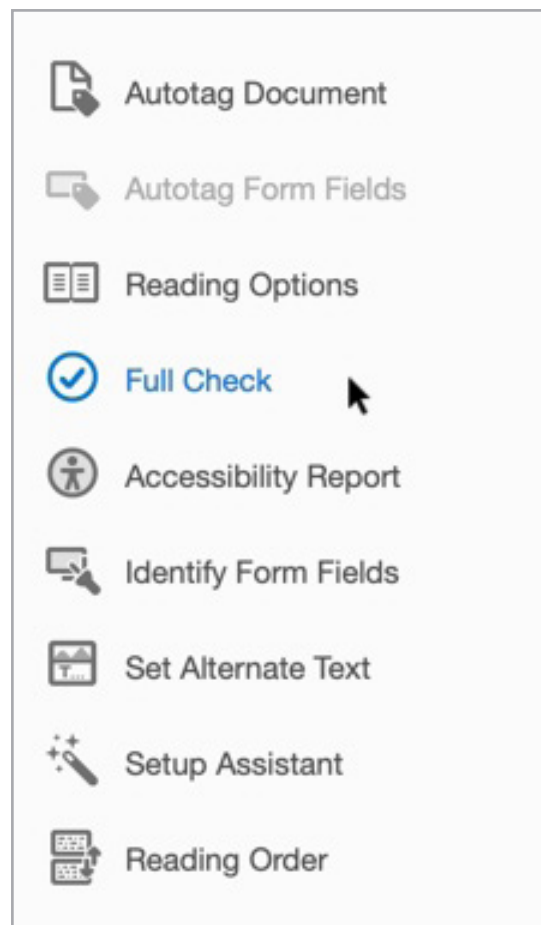 Autotag Document
Autotag Form Fields
Reading Options
Full Check
Accessibility Report
Identify Form Fields
Set Alternate Text
Setup Assistant
Reading Order